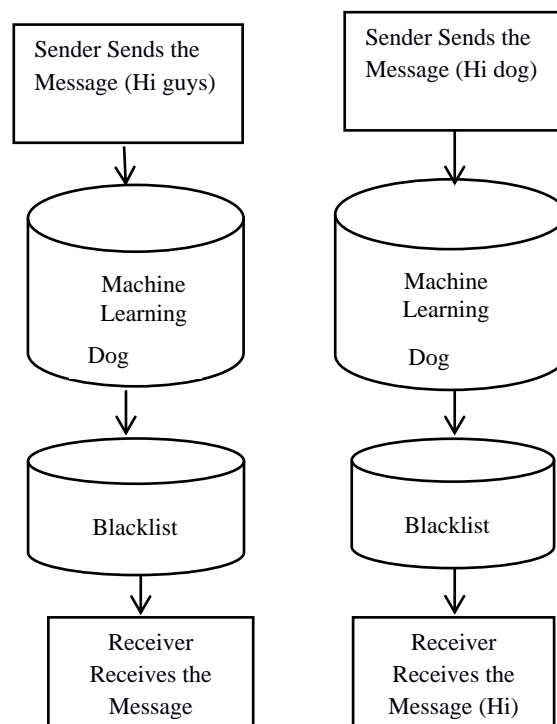 Sender Sends the
Message (Hi guys)
Machine
Learning
Dog
Blacklist
Receiver
Receives the
Message
Sender Sends the
Message (Hi dog)
Machine
Learning
Dog
Blacklist
Receiver
Receives the
Message (Hi)